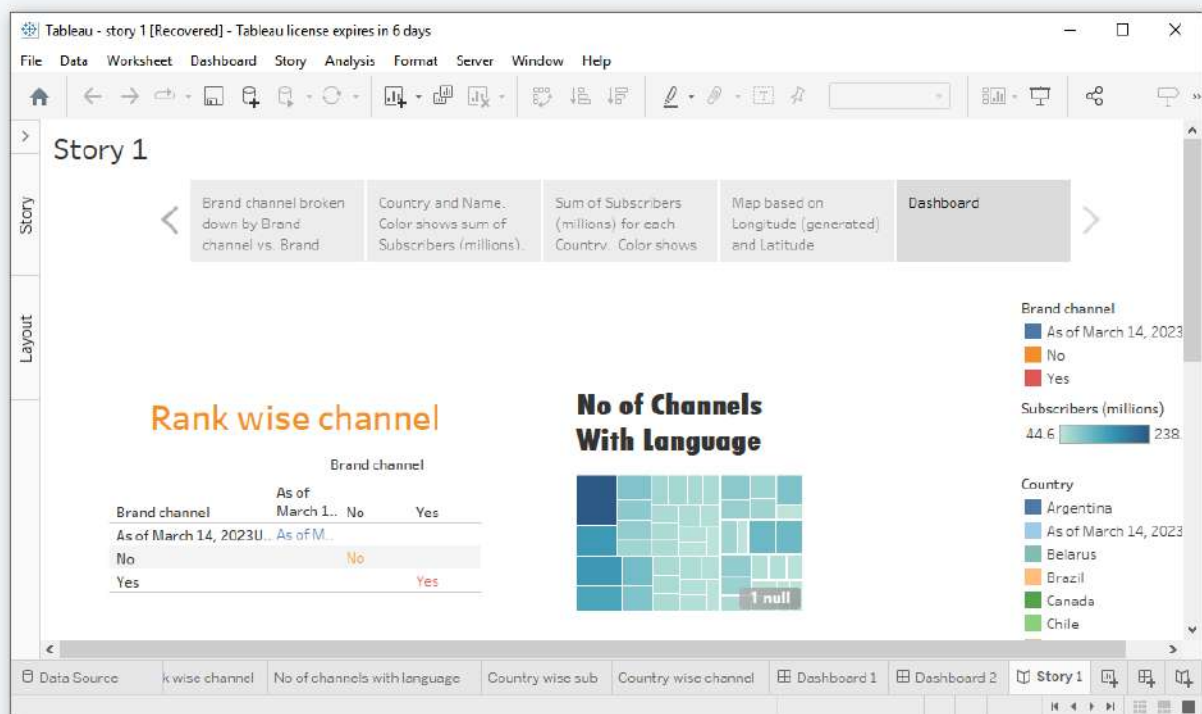 Tableau - story 1 [Recovered] - Tableau license expires in 6 days
File Data Worksheet Dashboard Story Analysis Format Server Window Help
Story
Layout
Story 1
Brand channel broken
down by Brand
channel vs. Brand
Country and Name.
Color shows sum of
Subscribers (millions).
Sum of Subscribers
(millions) for each
Country. Color shows
Map based on
Longitude (generated)
and Latitude
Dashboard
Rank wise channel
Brand channel
Brand channel As of
March 1.. No Yes
As of March 14, 2023U.. As of M..
No No
Yes Yes
No of Channels
With Language
1 null
Brand channel
As of March 14, 2023
No
Yes
Subscribers (millions)
44.6 238.
Country
Argentina
As of March 14, 2023
Belarus
Brazil
Canada
Chile
Data Source k wise channel No of channels with language Country wise sub Country wise channel Dashboard 1 Dashboard 2 Story 1